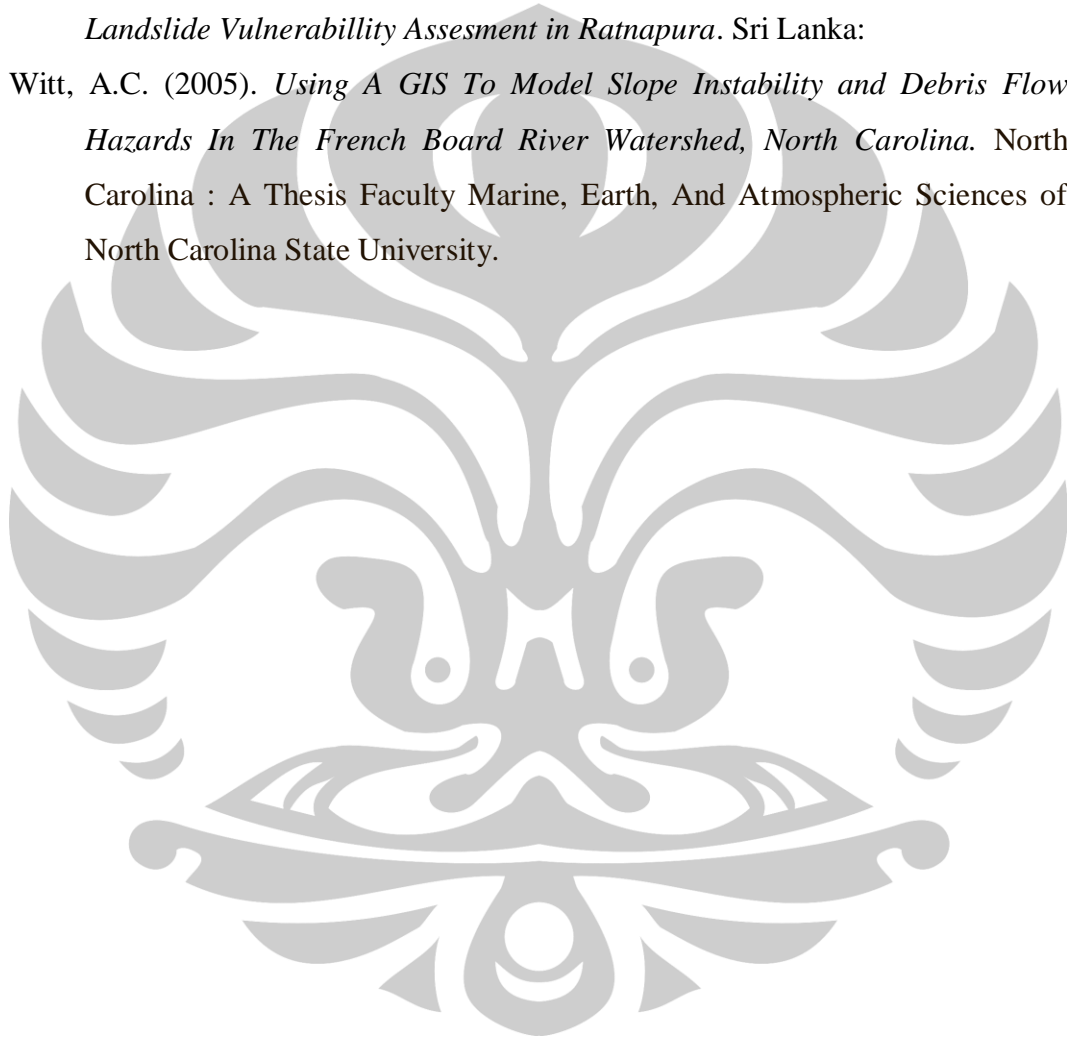 Landslide Vulnerabillity Assesment in Ratnapura. Sri Lanka:
Witt, A.C. (2005). Using A GIS To Model Slope Instability and Debris Flow
Hazards In The French Board River Watershed, North Carolina. North
Carolina : A Thesis Faculty Marine, Earth, And Atmospheric Sciences of
North Carolina State University.